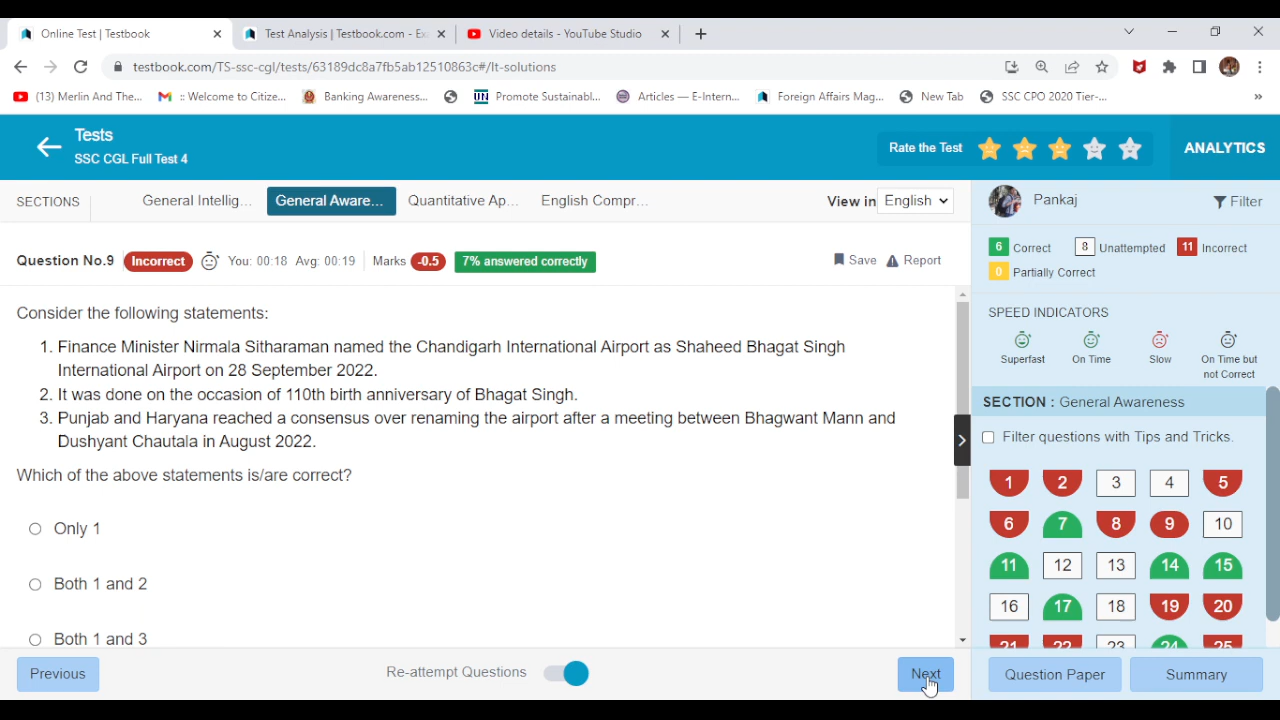 Online Test | Testbook
Test Analysis | Testbook.com - Ex
Video details - YouTube Studio
testbook.com/TS-ssc-cgl/tests/63189dc8a7fb5ab12510863c#/lt-solutions
(13) Merlin And The...
:: Welcome to Citize...
Banking Awareness...
UN
Promote Sustainabl...
Articles — E-Intern...
Foreign Affairs Mag...
New Tab
SSC CPO 2020 Tier-...
»
Tests
SSC CGL Full Test 4
Rate the Test
ANALYTICS
SECTIONS
General Intellig...
General Aware...
Quantitative Ap...
English Compr...
View in English
Pankaj
Filter
Question No.9 Incorrect You: 00:18 Avg: 00:19 Marks -0.5 7% answered correctly
Save Report
6 Correct 8 Unattempted 11 Incorrect
0 Partially Correct
Consider the following statements:
1. Finance Minister Nirmala Sitharaman named the Chandigarh International Airport as Shaheed Bhagat Singh
International Airport on 28 September 2022.
2. It was done on the occasion of 110th birth anniversary of Bhagat Singh.
3. Punjab and Haryana reached a consensus over renaming the airport after a meeting between Bhagwant Mann and
Dushyant Chautala in August 2022.
Which of the above statements is/are correct?
Only 1
Both 1 and 2
Both 1 and 3
SPEED INDICATORS
Superfast On Time Slow On Time but
not Correct
SECTION : General Awareness
Filter questions with Tips and Tricks.
1 2 3 4 5
6 7 8 9 10
11 12 13 14 15
16 17 18 19 20
21 22 23 24 25
Previous
Re-attempt Questions
Next
Question Paper
Summary